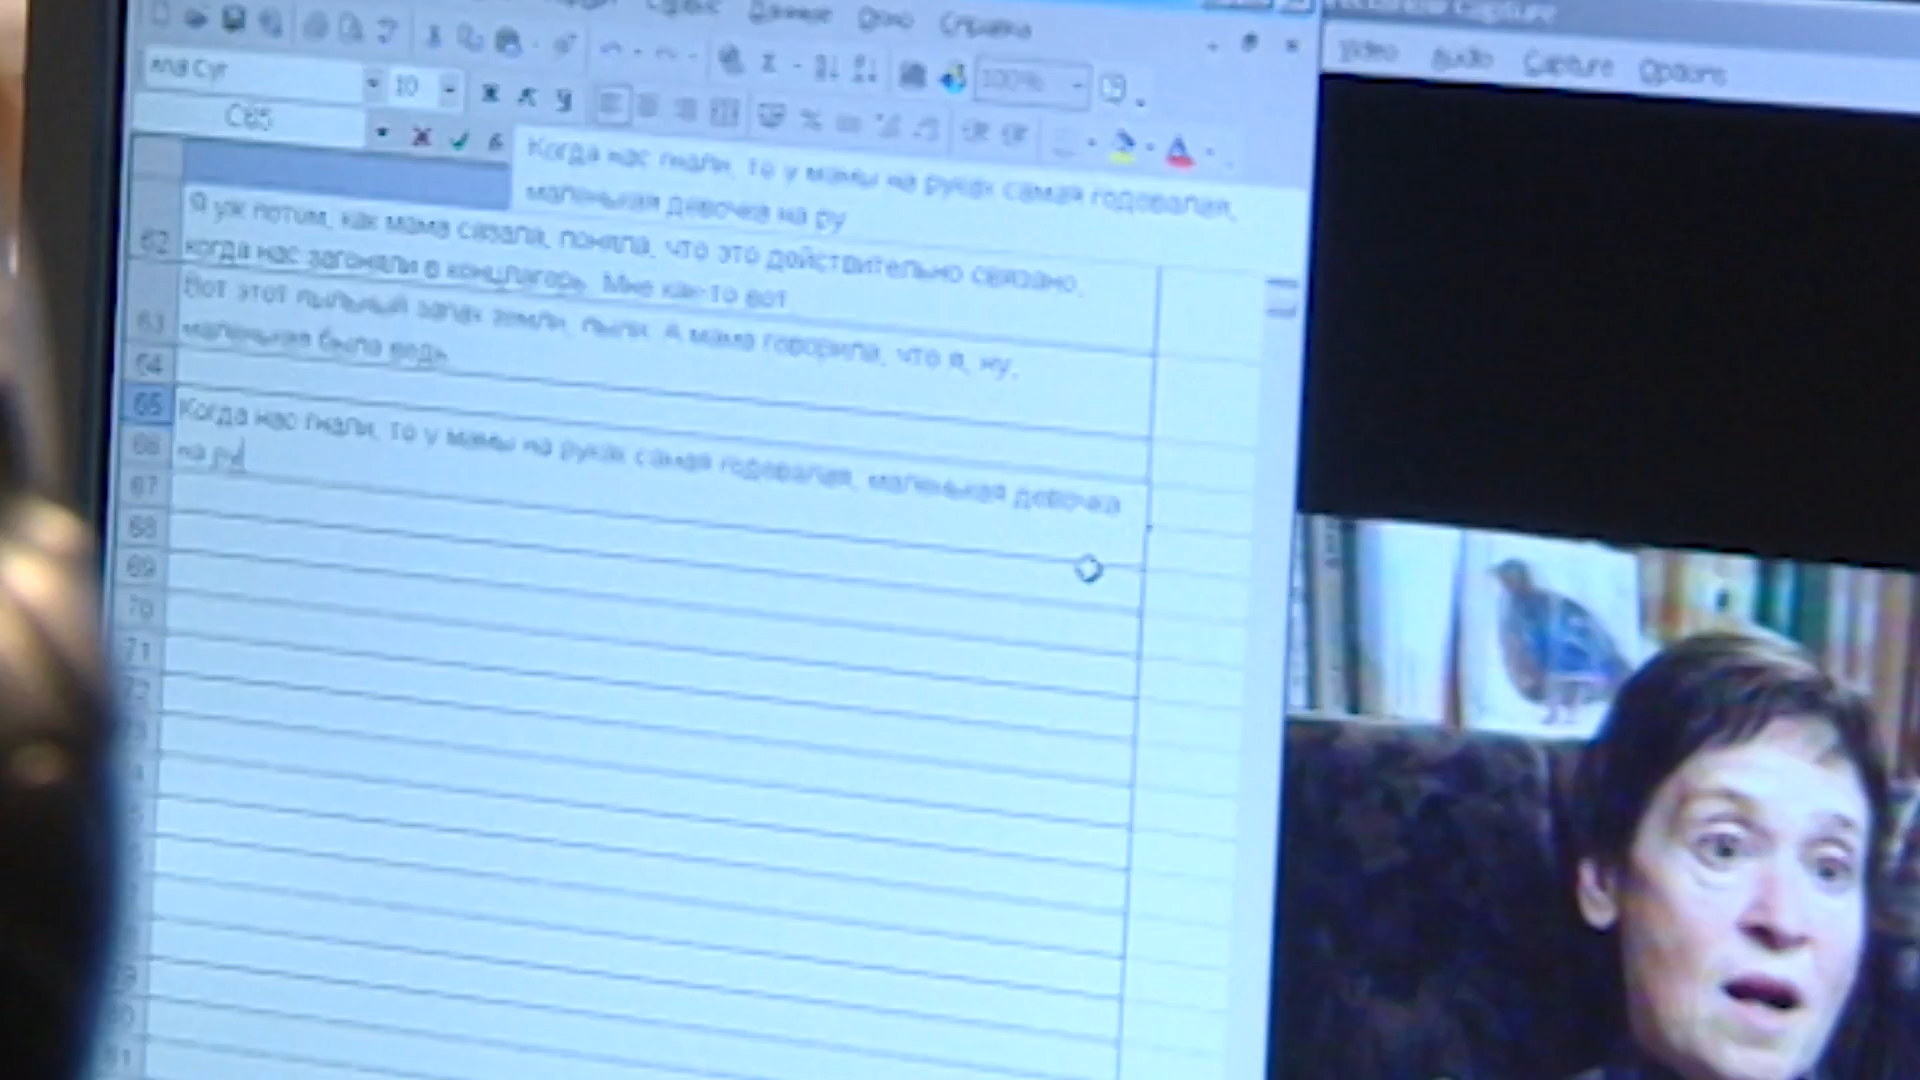 Данные Окно Справка
100%
10
C65
Когда нас гнали, то у мамы на руках самая годовалая,
маленькая девочка на ру
Video Audio Capture Options
62
Я уж потом, как мама сказала, поняла, что это действительно связано,
когда нас загоняли в концлагерь. Мне как-то вот
63
Вот этот пыльный запах земли, пыли. А мама говорила, что я, ну,
маленькая была ведь.
64
65
Когда нас гнали, то у мамы на руках самая годовалая, маленькая девочка
на ру
66
67
68
69
70
71
72